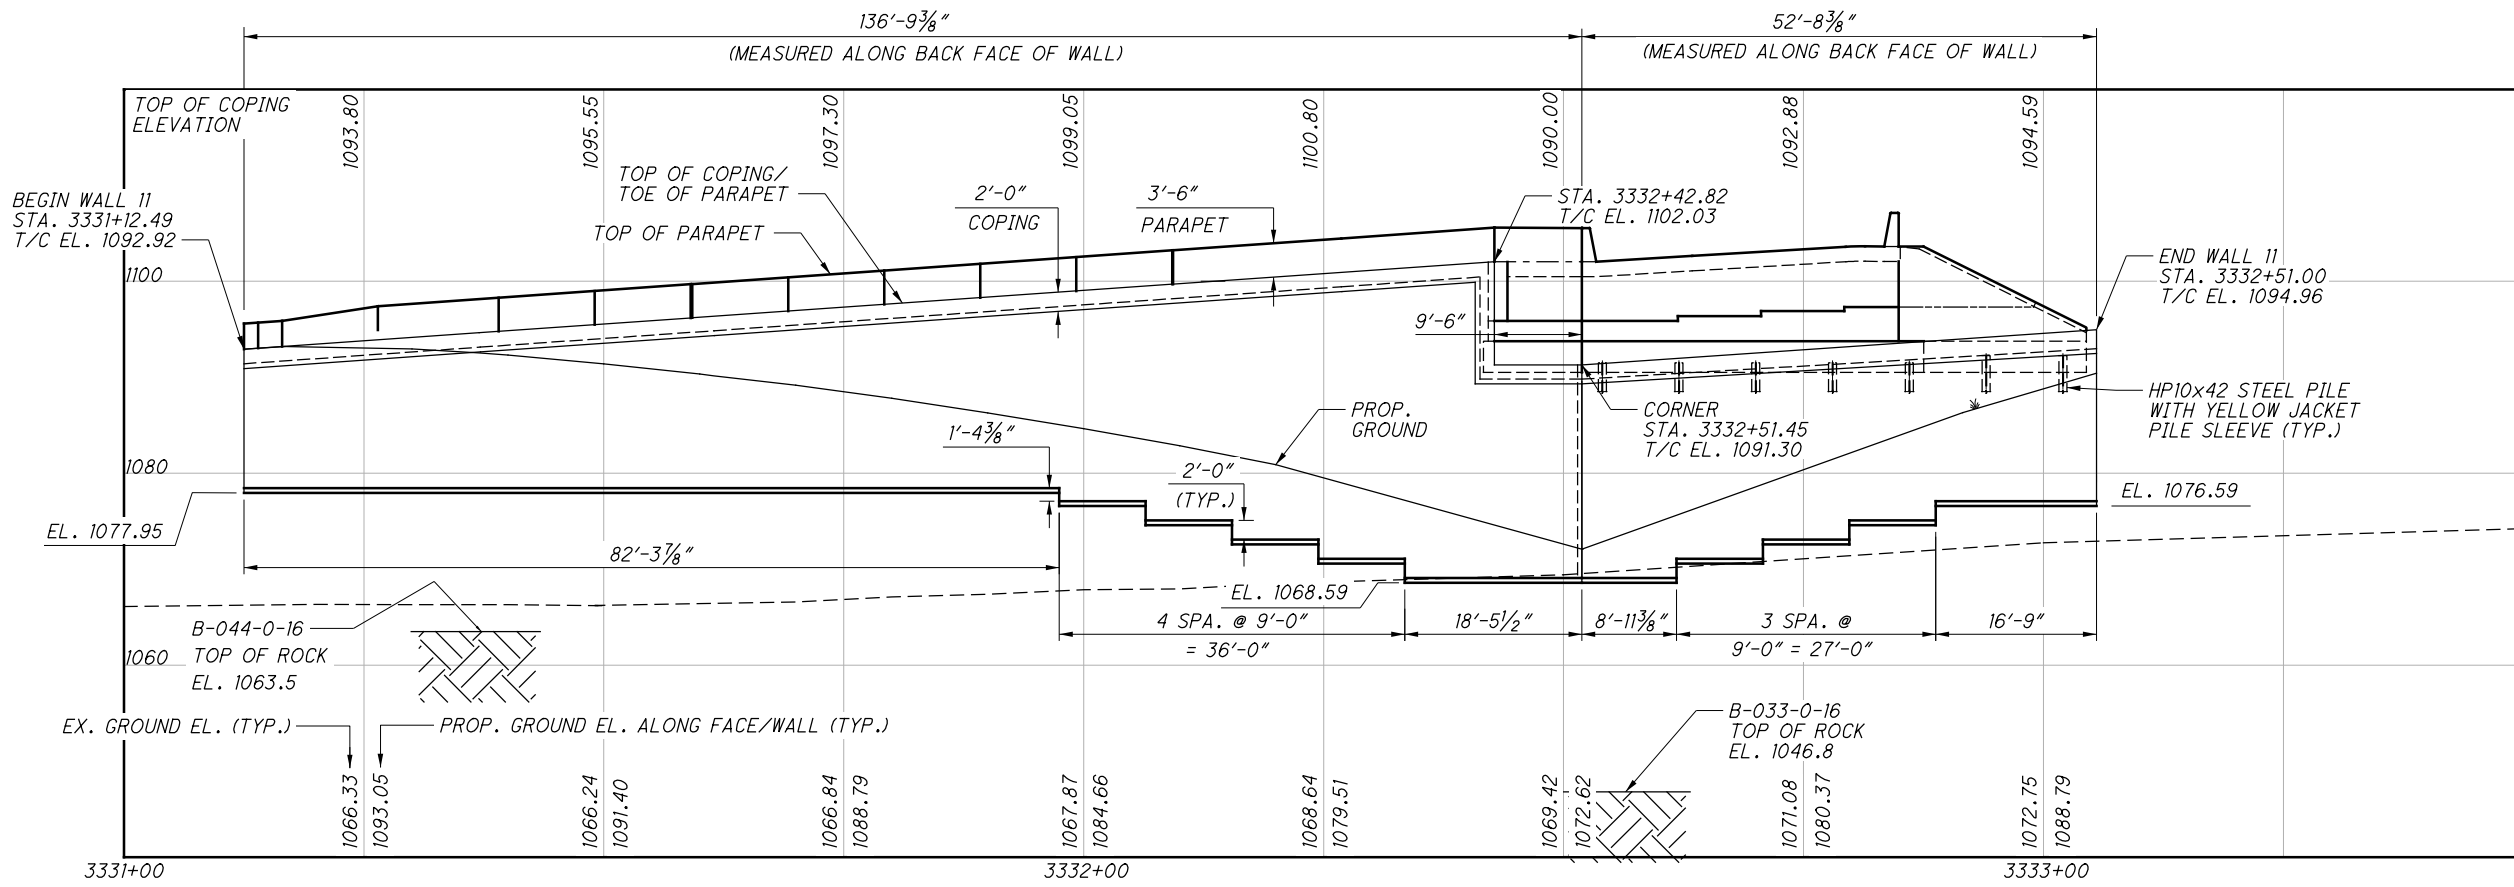 136'-9⅜"
(MEASURED ALONG BACK FACE OF WALL)
52'-8⅜"
(MEASURED ALONG BACK FACE OF WALL)
TOP OF COPING
ELEVATION
1093.80
1095.55
1097.30
1099.05
1100.80
1090.00
1092.88
1094.59
BEGIN WALL 11
STA. 3331+12.49
T/C EL. 1092.92
TOP OF COPING/
TOE OF PARAPET
TOP OF PARAPET
2'-0"
COPING
3'-6"
PARAPET
STA. 3332+42.82
T/C EL. 1102.03
END WALL 11
STA. 3332+51.00
T/C EL. 1094.96
1100
9'-6"
HP10x42 STEEL PILE
WITH YELLOW JACKET
PILE SLEEVE (TYP.)
PROP.
GROUND
CORNER
STA. 3332+51.45
T/C EL. 1091.30
1'-4⅜"
2'-0"
(TYP.)
1080
EL. 1077.95
EL. 1076.59
82'-3⅞"
EL. 1068.59
B-044-0-16
TOP OF ROCK
EL. 1063.5
1060
4 SPA. @ 9'-0"
= 36'-0"
18'-5½"
8'-11⅜"
3 SPA. @
9'-0" = 27'-0"
16'-9"
EX. GROUND EL. (TYP.)
PROP. GROUND EL. ALONG FACE/WALL (TYP.)
B-033-0-16
TOP OF ROCK
EL. 1046.8
1066.33
1093.05
1066.24
1091.40
1066.84
1088.79
1067.87
1084.66
1068.64
1079.51
1069.42
1072.62
1071.08
1080.37
1072.75
1088.79
3331+00
3332+00
3333+00